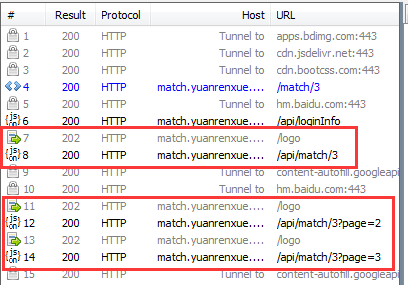 # Result Protocol Host URL
1 200 HTTP Tunnel to apps.bdimg.com:443
2 200 HTTP Tunnel to cdn.jsdelivr.net:443
3 200 HTTP Tunnel to cdn.bootcss.com:443
4 200 HTTP match.yuanrenxue.... /match/3
5 200 HTTP Tunnel to hm.baidu.com:443
6 200 HTTP match.yuanrenxue.... /api/loginInfo
7 202 HTTP match.yuanrenxue.... /logo
8 200 HTTP match.yuanrenxue.... /api/match/3
9 200 HTTP Tunnel to content-autofill.googleapi
10 200 HTTP Tunnel to hm.baidu.com:443
11 202 HTTP match.yuanrenxue.... /logo
12 200 HTTP match.yuanrenxue.... /api/match/3?page=2
13 202 HTTP match.yuanrenxue.... /logo
14 200 HTTP match.yuanrenxue.... /api/match/3?page=3
15 200 HTTP Tunnel to content-autofill.googleapi